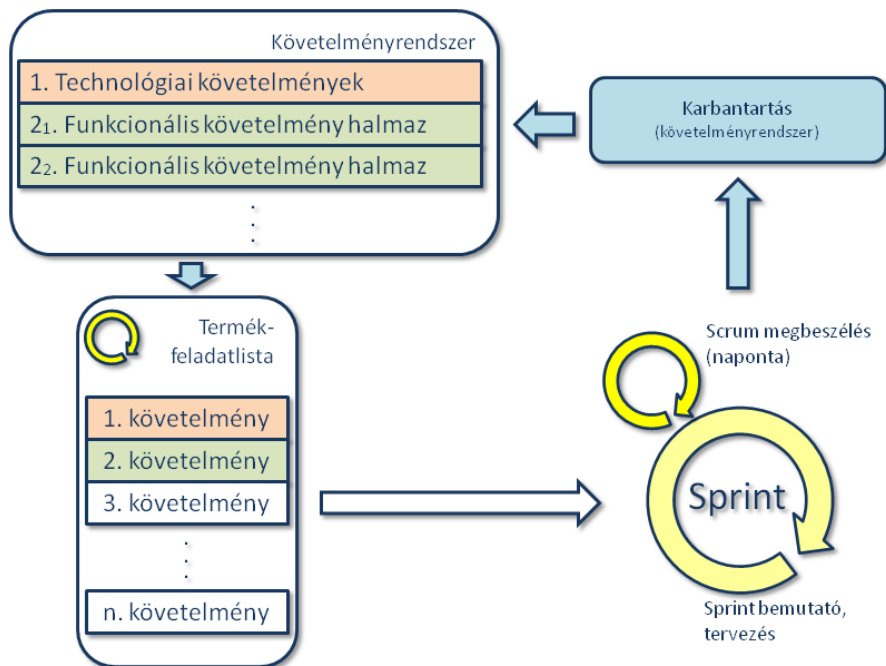 Követelményrendszer
1. Technológiai követelmények
2₁. Funkcionális követelmény halmaz
2₂. Funkcionális követelmény halmaz
Karbantartás
(követelményrendszer)
Termék-
feladatlista
1. követelmény
2. követelmény
3. követelmény
n. követelmény
Scrum megbeszélés
(naponta)
Sprint
Sprint bemutató,
tervezés